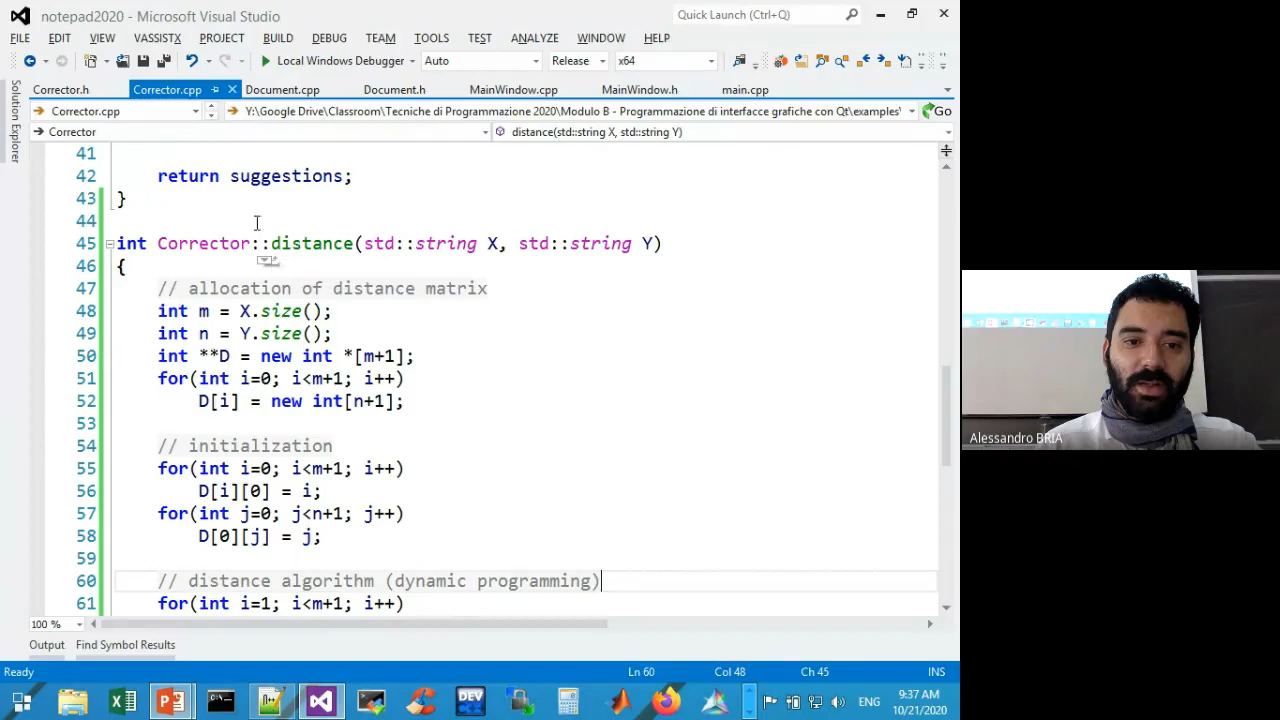 notepad2020 - Microsoft Visual Studio
Quick Launch (Ctrl+Q)
FILE EDIT VIEW VASSISTX PROJECT BUILD DEBUG TEAM TOOLS TEST ANALYZE WINDOW HELP
Local Windows Debugger Auto Release x64
Solution Explorer
Corrector.h Corrector.cpp Document.cpp Document.h MainWindow.cpp MainWindow.h main.cpp
Corrector.cpp Y:\Google Drive\Classroom\Tecniche di Programmazione 2020\Modulo B - Programmazione di interfacce grafiche con Qt\examples\ Go
Corrector distance(std::string X, std::string Y)
41
42 return suggestions;
43 }
44
45 int Corrector::distance(std::string X, std::string Y)
46 {
47 // allocation of distance matrix
48 int m = X.size();
49 int n = Y.size();
50 int **D = new int *[m+1];
51 for(int i=0; i<m+1; i++)
52 D[i] = new int[n+1];
53
54 // initialization
55 for(int i=0; i<m+1; i++)
56 D[i][0] = i;
57 for(int j=0; j<n+1; j++)
58 D[0][j] = j;
59
60 // distance algorithm (dynamic programming)
61 for(int i=1; i<m+1; i++)
100 %
Output Find Symbol Results
Ready Ln 60 Col 48 Ch 45 INS
DEV
ENG
9:37 AM
10/21/2020
Alessandro BRIA